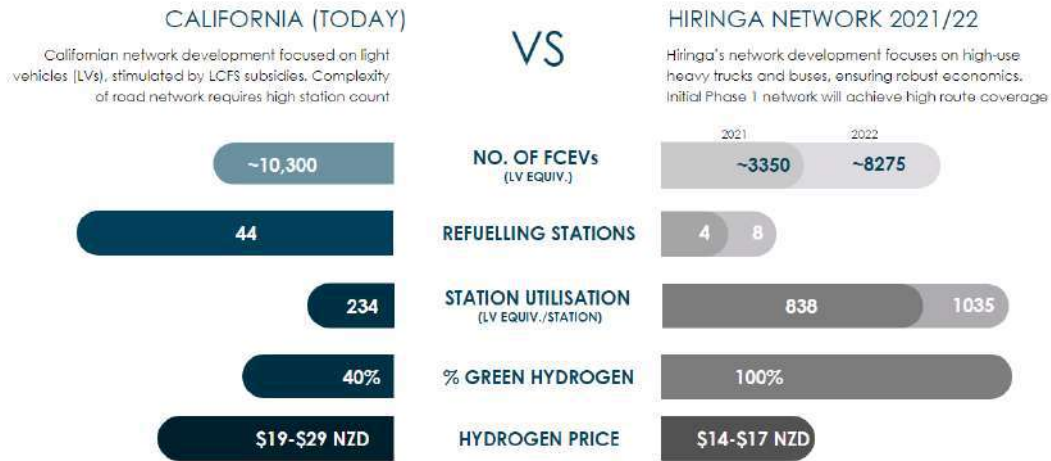 CALIFORNIA (TODAY)
Californian network development focused on light
vehicles (LVs), stimulated by LCFS subsidies. Complexity
of road network requires high station count
VS
HIRINGA NETWORK 2021/22
Hiringa's network development focuses on high-use
heavy trucks and buses, ensuring robust economics.
Initial Phase 1 network will achieve high route coverage
2021 2022
~10,300 NO. OF FCEVs ~3350 ~8275
(LV EQUIV.)
44 REFUELLING STATIONS 4 8
234 STATION UTILISATION 838 1035
(LV EQUIV./STATION)
40% % GREEN HYDROGEN 100%
$19-$29 NZD HYDROGEN PRICE $14-$17 NZD